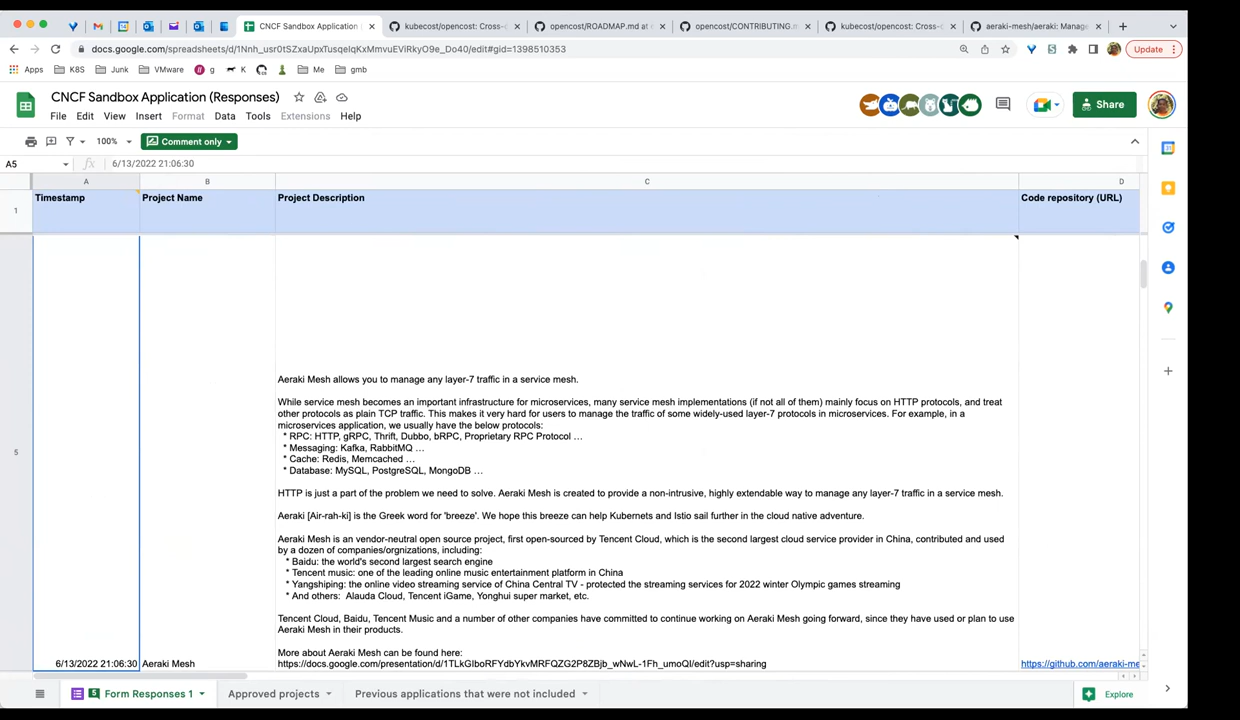 CNCF Sandbox Application
kubecost/opencost: Cross-c
opencost/ROADMAP.md at
opencost/CONTRIBUTING.m
kubecost/opencost: Cross-c
aeraki-mesh/aeraki: Manage
docs.google.com/spreadsheets/d/1Nnh_usr0tSZxaUpxTusqeIqKxMmvuEViRkyO9e_Do40/edit#gid=1398510353
Update
Apps
K8S
Junk
VMware
g
K
Me
gmb
CNCF Sandbox Application (Responses)
File Edit View Insert Format Data Tools Extensions Help
Share
100%
Comment only
A5
fx
6/13/2022 21:06:30
A B C D
1
Timestamp
Project Name
Project Description
Code repository (URL)
5
Aeraki Mesh allows you to manage any layer-7 traffic in a service mesh.
While service mesh becomes an important infrastructure for microservices, many service mesh implementations (if not all of them) mainly focus on HTTP protocols, and treat
other protocols as plain TCP traffic. This makes it very hard for users to manage the traffic of some widely-used layer-7 protocols in microservices. For example, in a
microservices application, we usually have the below protocols:
* RPC: HTTP, gRPC, Thrift, Dubbo, bRPC, Proprietary RPC Protocol …
* Messaging: Kafka, RabbitMQ …
* Cache: Redis, Memcached …
* Database: MySQL, PostgreSQL, MongoDB …
HTTP is just a part of the problem we need to solve. Aeraki Mesh is created to provide a non-intrusive, highly extendable way to manage any layer-7 traffic in a service mesh.
Aeraki [Air-rah-ki] is the Greek word for 'breeze'. We hope this breeze can help Kubernets and Istio sail further in the cloud native adventure.
Aeraki Mesh is an vendor-neutral open source project, first open-sourced by Tencent Cloud, which is the second largest cloud service provider in China, contributed and used
by a dozen of companies/orgnizations, including:
* Baidu: the world's second largest search engine
* Tencent music: one of the leading online music entertainment platform in China
* Yangshiping: the online video streaming service of China Central TV - protected the streaming services for 2022 winter Olympic games streaming
* And others: Alauda Cloud, Tencent iGame, Yonghui super market, etc.
Tencent Cloud, Baidu, Tencent Music and a number of other companies have committed to continue working on Aeraki Mesh going forward, since they have used or plan to use
Aeraki Mesh in their products.
More about Aeraki Mesh can be found here:
https://docs.google.com/presentation/d/1TLkGIboRFYdbYkvMRFQZG2P8ZBjb_wNwL-1Fh_umoQI/edit?usp=sharing
6/13/2022 21:06:30
Aeraki Mesh
https://github.com/aeraki-me
5
Form Responses 1
Approved projects
Previous applications that were not included
Explore